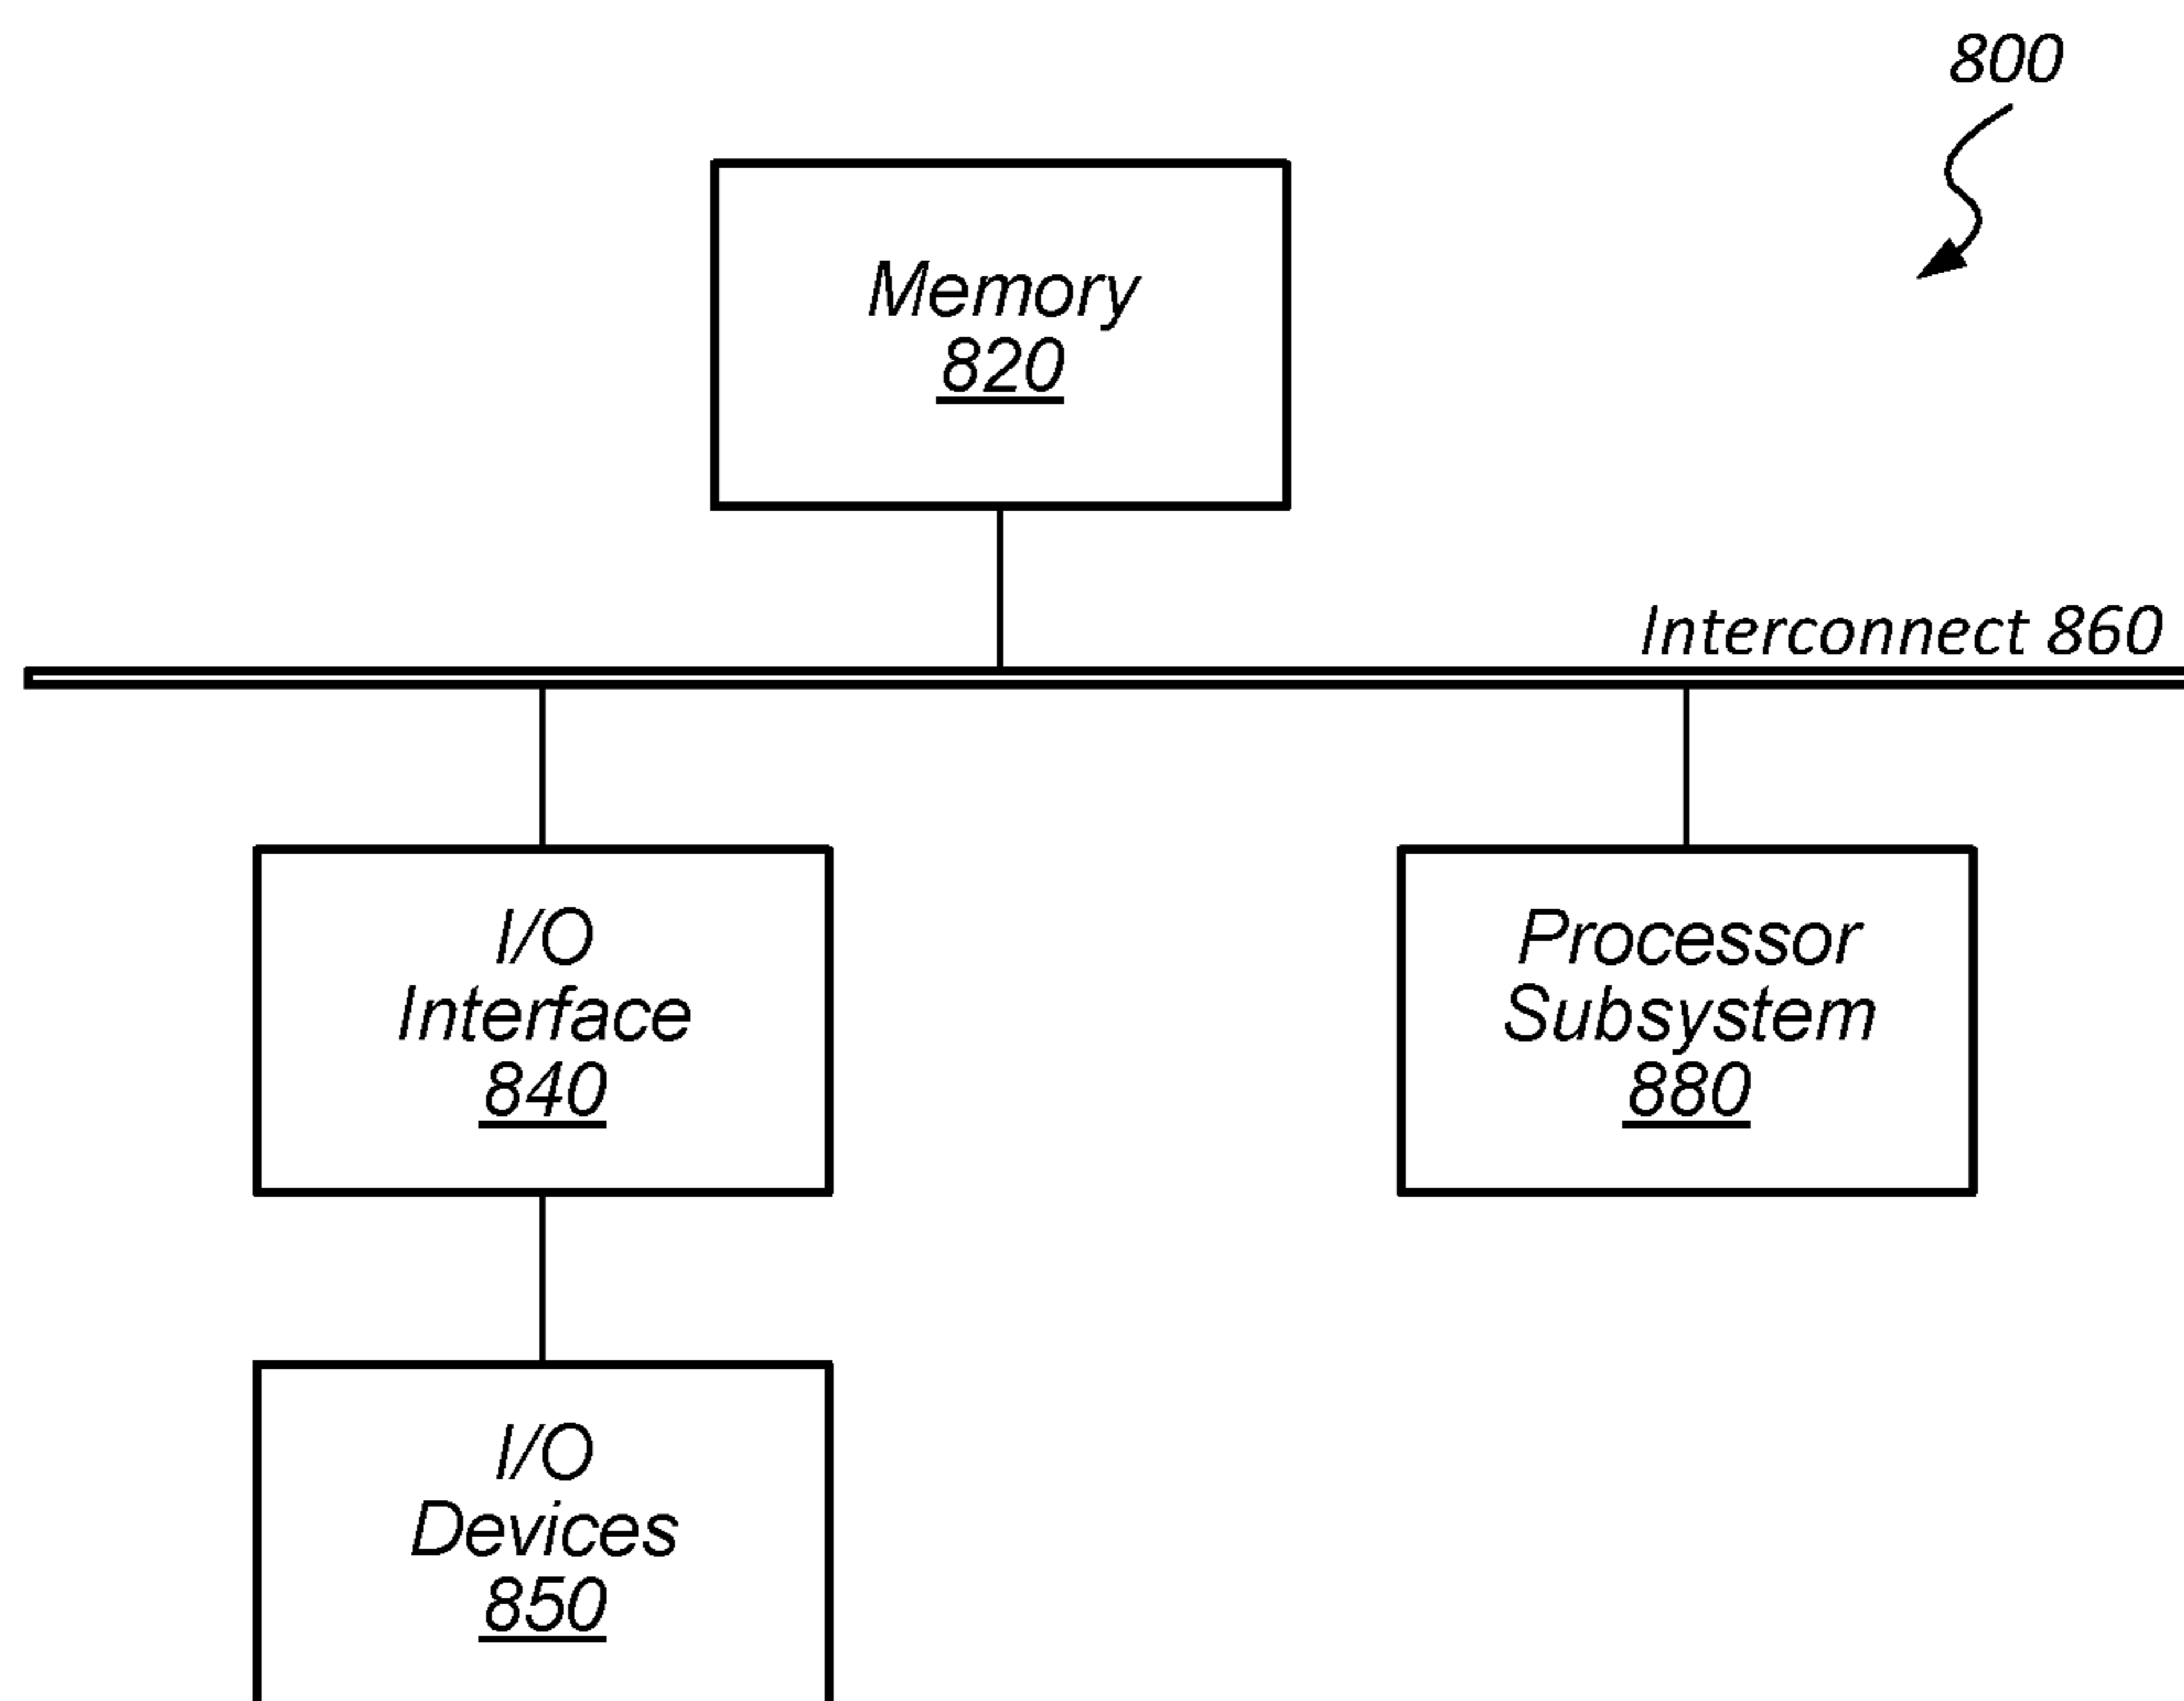 800
Memory
820
Interconnect 860
I/O
Interface
840
Processor
Subsystem
880
I/O
Devices
850